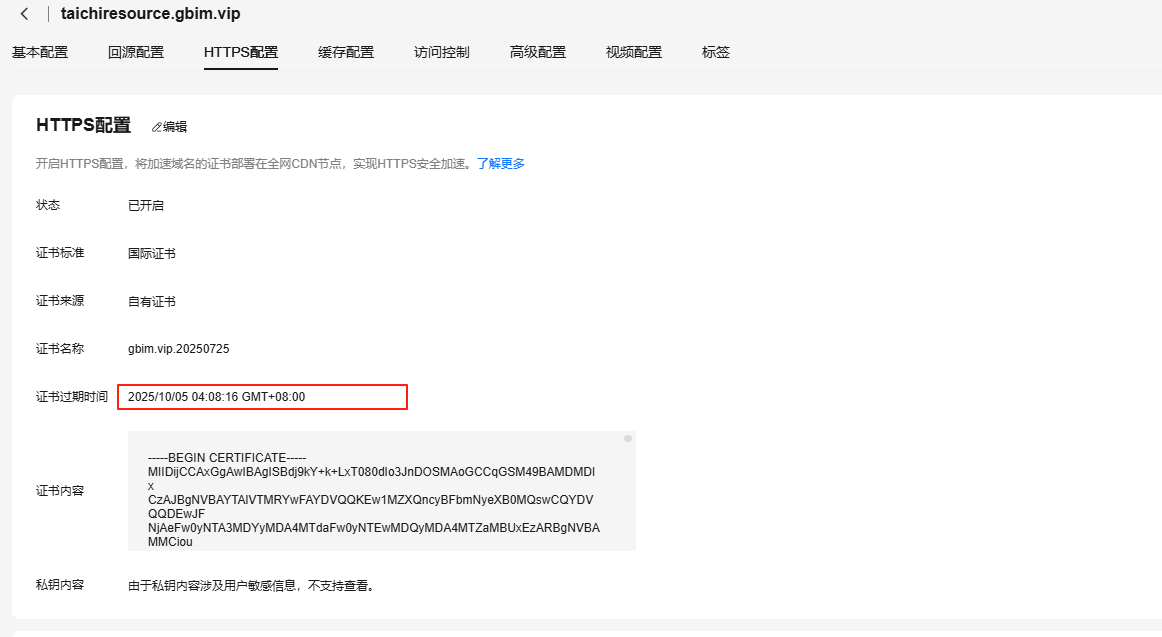 taichiresource.gbim.vip
基本配置 回源配置 HTTPS配置 缓存配置 访问控制 高级配置 视频配置 标签
HTTPS配置 编辑
开启HTTPS配置，将加速域名的证书部署在全网CDN节点，实现HTTPS安全加速。了解更多
状态 已开启
证书标准 国际证书
证书来源 自有证书
证书名称 gbim.vip.20250725
证书过期时间 2025/10/05 04:08:16 GMT+08:00
证书内容
-----BEGIN CERTIFICATE-----
MIIDijCCAxGgAwIBAgISBdj9kY+k+LxT080dIo3JnDOSMAoGCCqGSM49BAMDMDI
x
CzAJBgNVBAYTAlVTMRYwFAYDVQQKEw1MZXQncyBFbmNyeXB0MQswCQYDV
QQDEwJF
NjAeFw0yNTA3MDYyMDA4MTdaFw0yNTEwMDQyMDA4MTZaMBUxEzARBgNVBA
MMCiou
私钥内容 由于私钥内容涉及用户敏感信息，不支持查看。